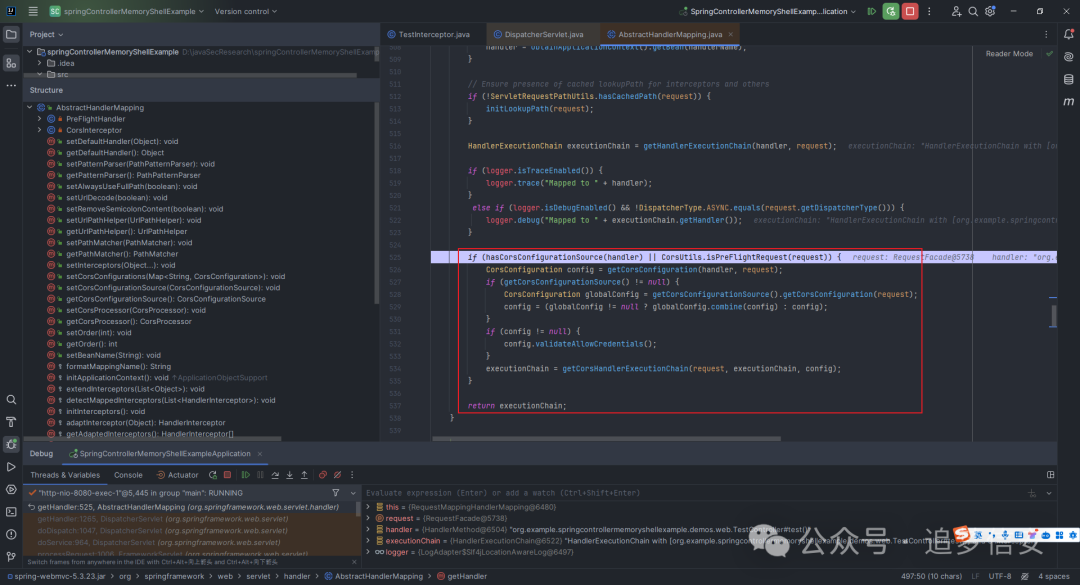 SC springControllerMemoryShellExample Version control SpringControllerMemoryShellExamp...lication
Project
springControllerMemoryShellExample D:\javaSecResearch\springControllerMemoryShellExamp
.idea
src
Structure
AbstractHandlerMapping
PreFlightHandler
CorsInterceptor
setDefaultHandler(Object): void
getDefaultHandler(): Object
setPatternParser(PathPatternParser): void
getPatternParser(): PathPatternParser
setAlwaysUseFullPath(boolean): void
setUrlDecode(boolean): void
setRemoveSemicolonContent(boolean): void
setUrlPathHelper(UrlPathHelper): void
getUrlPathHelper(): UrlPathHelper
setPathMatcher(PathMatcher): void
getPathMatcher(): PathMatcher
setInterceptors(Object...): void
setCorsConfigurations(Map<String, CorsConfiguration>): void
setCorsConfigurationSource(CorsConfigurationSource): void
getCorsConfigurationSource(): CorsConfigurationSource
setCorsProcessor(CorsProcessor): void
getCorsProcessor(): CorsProcessor
setOrder(int): void
getOrder(): int
setBeanName(String): void
formatMappingName(): String
initApplicationContext(): void ↑ApplicationObjectSupport
extendInterceptors(List<Object>): void
detectMappedInterceptors(List<HandlerInterceptor>): void
initInterceptors(): void
adaptInterceptor(Object): HandlerInterceptor
getAdaptedInterceptors(): HandlerInterceptor[]
TestInterceptor.java DispatcherServlet.java AbstractHandlerMapping.java
Reader Mode
509 handler = obtainApplicationContext().getBean(handlerName);
510 }
511 // Ensure presence of cached lookupPath for interceptors and others
512 if (!ServletRequestPathUtils.hasCachedPath(request)) {
513 initLookupPath(request);
514 }
515
516 HandlerExecutionChain executionChain = getHandlerExecutionChain(handler, request); executionChain: "HandlerExecutionChain with [or
517
518 if (logger.isTraceEnabled()) {
519 logger.trace("Mapped to " + handler);
520 }
521 else if (logger.isDebugEnabled() && !DispatcherType.ASYNC.equals(request.getDispatcherType())) {
522 logger.debug("Mapped to " + executionChain.getHandler()); executionChain: "HandlerExecutionChain with [org.example.springcontr
523 }
524
525 if (hasCorsConfigurationSource(handler) || CorsUtils.isPreFlightRequest(request)) { request: RequestFacade@5738 handler: "org.e
526 CorsConfiguration config = getCorsConfiguration(handler, request);
527 if (getCorsConfigurationSource() != null) {
528 CorsConfiguration globalConfig = getCorsConfigurationSource().getCorsConfiguration(request);
529 config = (globalConfig != null ? globalConfig.combine(config) : config);
530 }
531 if (config != null) {
532 config.validateAllowCredentials();
533 }
534 executionChain = getCorsHandlerExecutionChain(request, executionChain, config);
535 }
536
537 return executionChain;
538 }
539
Debug SpringControllerMemoryShellExampleApplication
Threads & Variables Console Actuator
"http-nio-8080-exec-1"@5,445 in group "main": RUNNING
getHandler:525, AbstractHandlerMapping (org.springframework.web.servlet.handler)
getHandler:1265, DispatcherServlet (org.springframework.web.servlet)
doDispatch:1047, DispatcherServlet (org.springframework.web.servlet)
doService:964, DispatcherServlet (org.springframework.web.servlet)
processRequest:1006, FrameworkServlet (org.springframework.web.servlet)
Switch frames from anywhere in the IDE with Ctrl+Alt+向上箭头 and Ctrl+Alt+向下箭头
Evaluate expression (Enter) or add a watch (Ctrl+Shift+Enter)
this = {RequestMappingHandlerMapping@6480}
request = {RequestFacade@5738}
handler = {HandlerMethod@6504} "org.example.springcontrollermemoryshellexample.demos.web.TestController#test()"
executionChain = {HandlerExecutionChain@6522} "HandlerExecutionChain with [org.example.springcontrollermemoryshellexample.demos.web.TestController
logger = {LogAdapter$Slf4jLocationAwareLog@6497}
公众号 追多信安
spring-webmvc-5.3.23.jar org springframework web servlet handler AbstractHandlerMapping getHandler 497:50 (10 chars) LF UTF-8 4 spaces